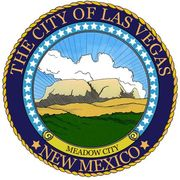 THE CITY OF LAS VEGAS
MEADOW CITY
NEW MEXICO